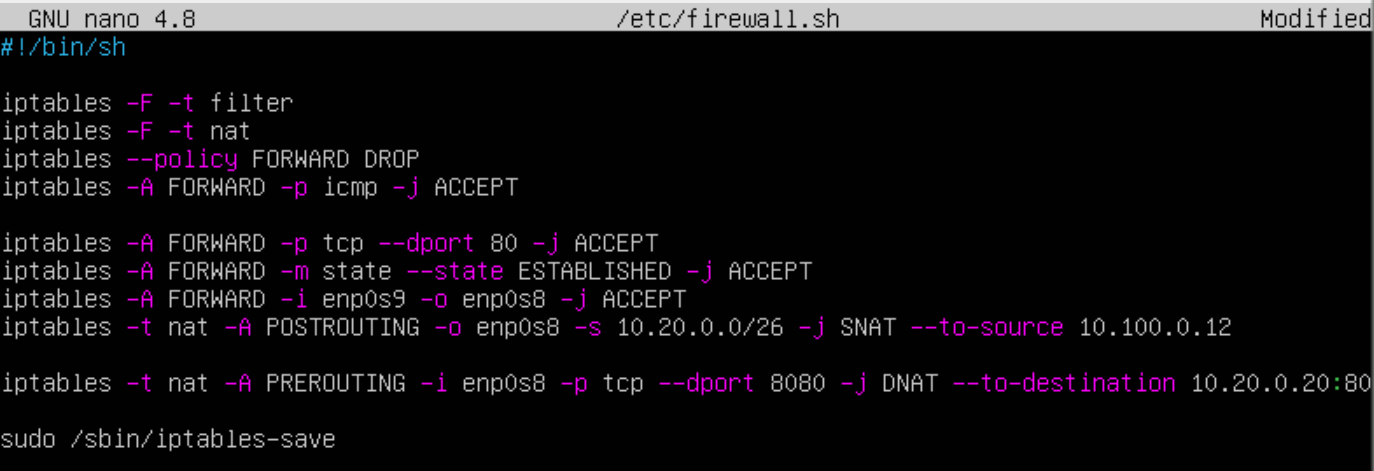 GNU nano 4.8 /etc/firewall.sh Modified
#!/bin/sh
iptables -F -t filter
iptables -F -t nat
iptables --policy FORWARD DROP
iptables -A FORWARD -p icmp -j ACCEPT
iptables -A FORWARD -p tcp --dport 80 -j ACCEPT
iptables -A FORWARD -m state --state ESTABLISHED -j ACCEPT
iptables -A FORWARD -i enp0s9 -o enp0s8 -j ACCEPT
iptables -t nat -A POSTROUTING -o enp0s8 -s 10.20.0.0/26 -j SNAT --to-source 10.100.0.12
iptables -t nat -A PREROUTING -i enp0s8 -p tcp --dport 8080 -j DNAT --to-destination 10.20.0.20:80
sudo /sbin/iptables-save